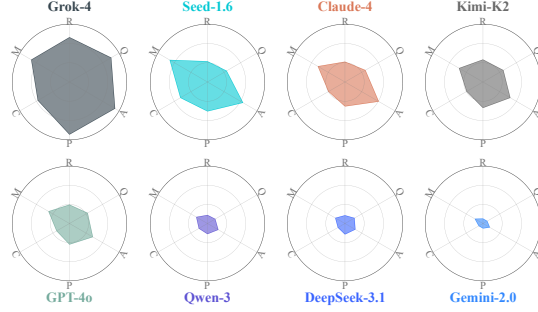 Grok-4 Seed-1.6 Claude-4 Kimi-K2
R R R R
M O M O M O M O
C A C A C A C A
P P P P
R R R R
M O M O M O M O
C A C A C A C A
P P P P
GPT-4o Qwen-3 DeepSeek-3.1 Gemini-2.0